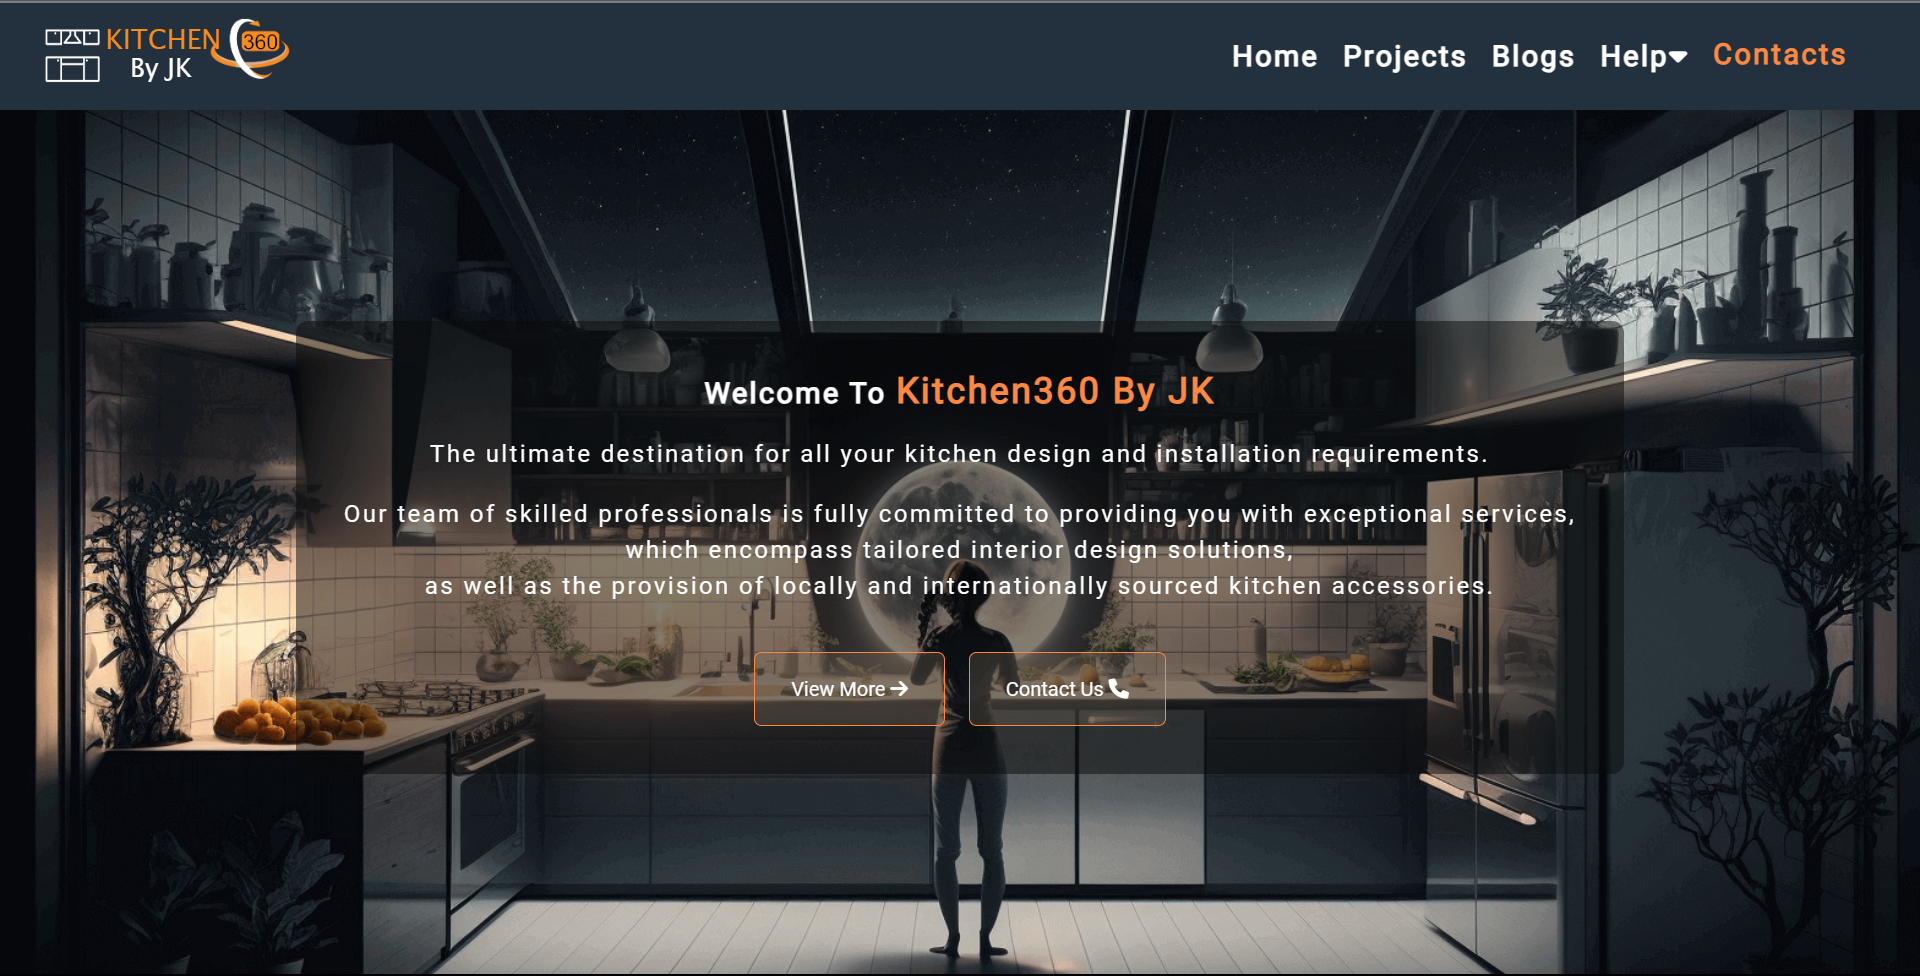 KITCHEN 360
By JK
Home Projects Blogs Help Contacts
Welcome To Kitchen360 By JK
The ultimate destination for all your kitchen design and installation requirements.
Our team of skilled professionals is fully committed to providing you with exceptional services,
which encompass tailored interior design solutions,
as well as the provision of locally and internationally sourced kitchen accessories.
View More Contact Us